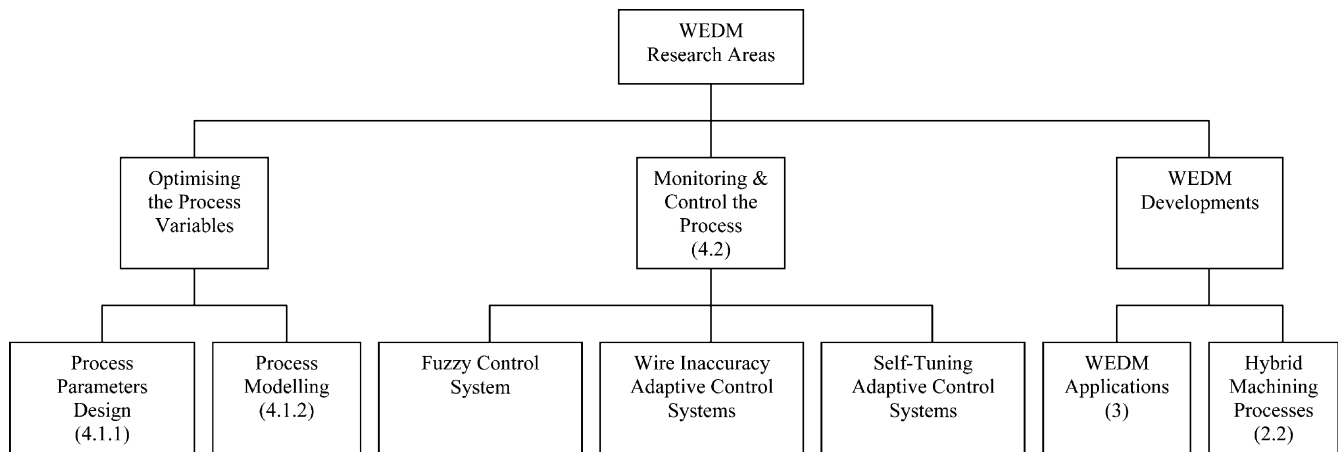 WEDM
Research Areas
Optimising
the Process
Variables
Monitoring &
Control the
Process
(4.2)
WEDM
Developments
Process
Parameters
Design
(4.1.1)
Process
Modelling
(4.1.2)
Fuzzy Control
System
Wire Inaccuracy
Adaptive Control
Systems
Self-Tuning
Adaptive Control
Systems
WEDM
Applications
(3)
Hybrid
Machining
Processes
(2.2)